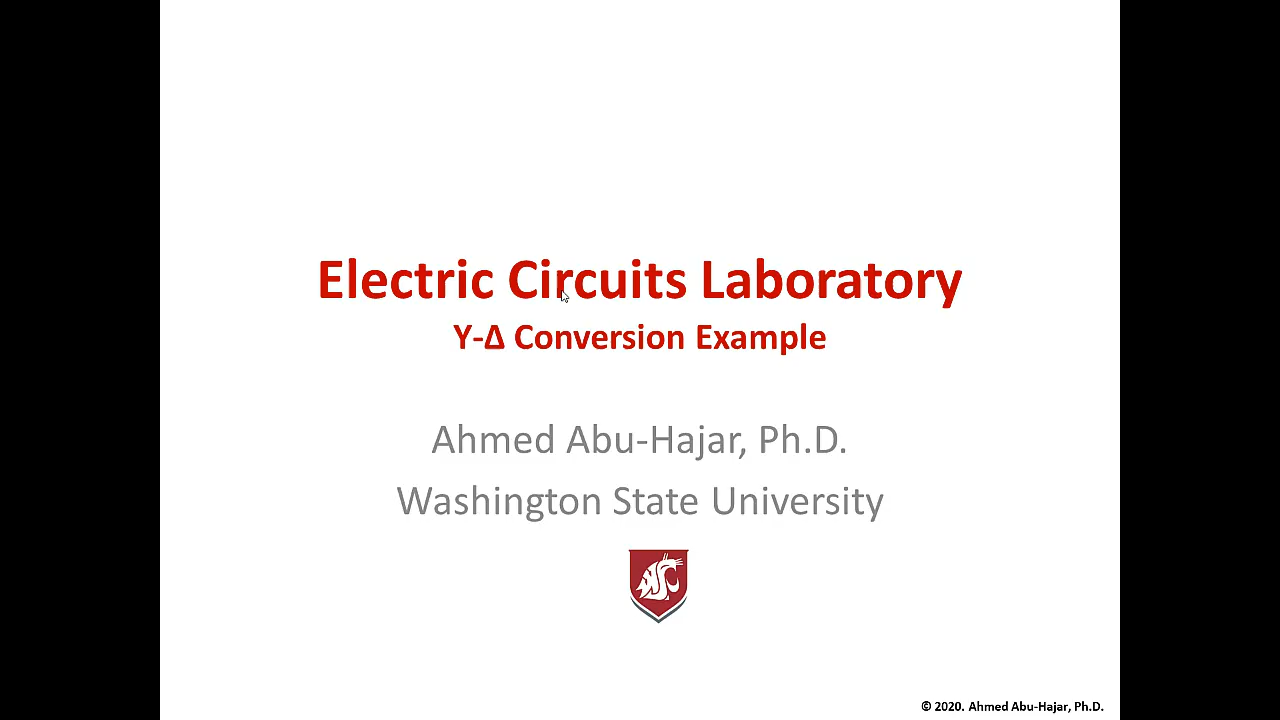 Electric Circuits Laboratory
Y-Δ Conversion Example
Ahmed Abu-Hajar, Ph.D.
Washington State University
© 2020. Ahmed Abu-Hajar, Ph.D.